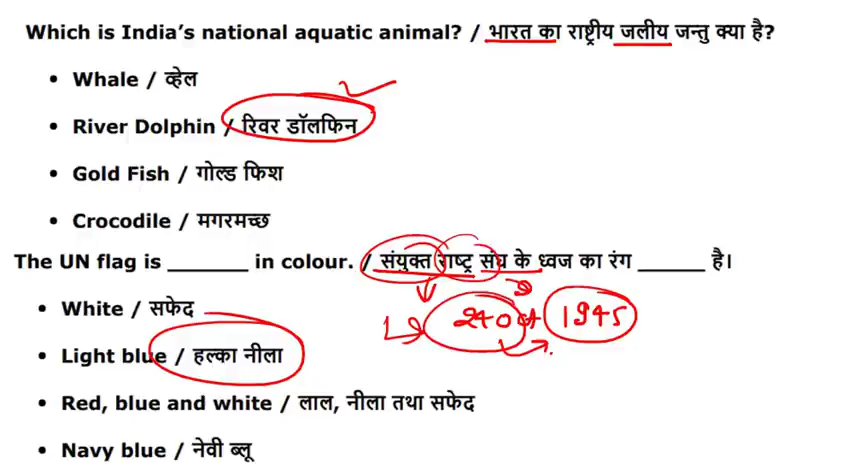 Which is India’s national aquatic animal? / भारत का राष्ट्रीय जलीय जन्तु क्या है?
• Whale / व्हेल
• River Dolphin / रिवर डॉलफिन
• Gold Fish / गोल्ड फिश
• Crocodile / मगरमच्छ
The UN flag is _______ in colour. / संयुक्त राष्ट्र संघ के ध्वज का रंग ______ है।
• White / सफेद
240ct 1945
• Light blue / हल्का नीला
• Red, blue and white / लाल, नीला तथा सफेद
• Navy blue / नेवी ब्लू